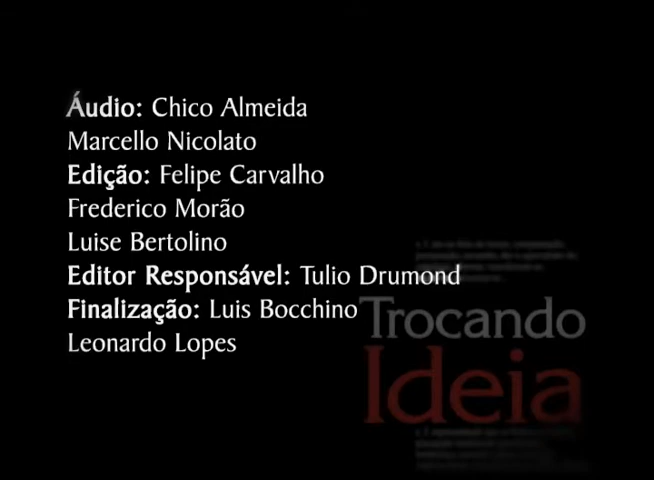 Áudio: Chico Almeida
Marcello Nicolato
Edição: Felipe Carvalho
Frederico Morão
Luise Bertolino
Editor Responsável: Tulio Drumond
Finalização: Luis Bocchino
Leonardo Lopes
Trocando
Ideia